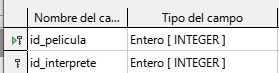 Nombre del ca... Tipo del campo
id_pelicula Entero [ INTEGER ]
id_interprete Entero [ INTEGER ]